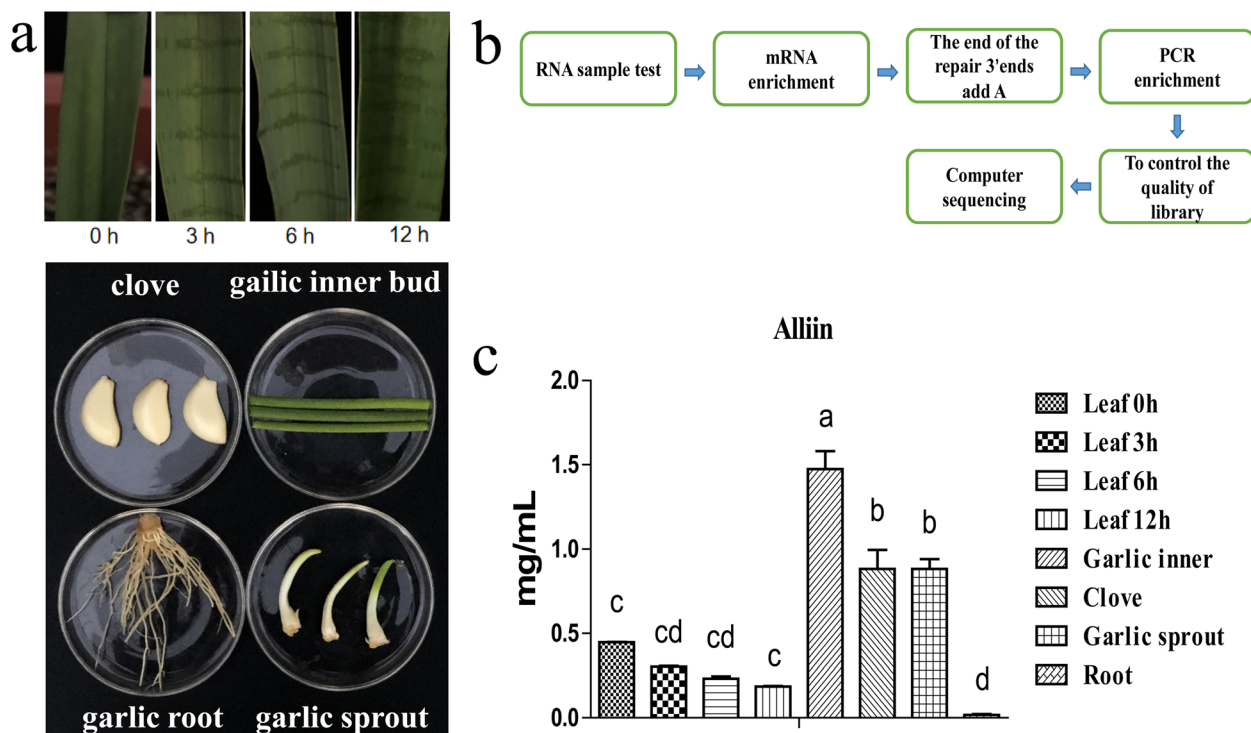 a
0 h
3 h
6 h
12 h
clove
gailic inner bud
garlic root
garlic sprout
b
RNA sample test
mRNA
enrichment
The end of the
repair 3'ends
add A
PCR
enrichment
To control the
quality of
library
Computer
sequencing
c
Alliin
mg/mL
2.0
1.5
1.0
0.5
0.0
c
cd
cd
c
a
b
b
d
Leaf 0h
Leaf 3h
Leaf 6h
Leaf 12h
Garlic inner
Clove
Garlic sprout
Root